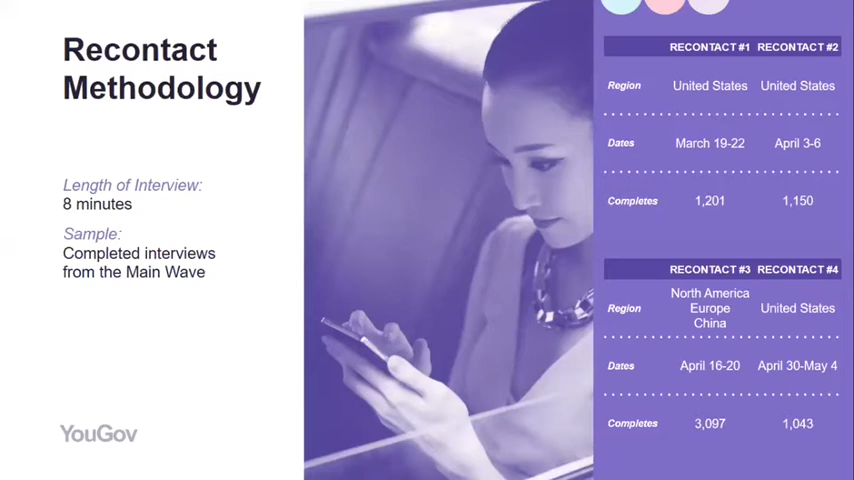 Recontact
Methodology
Length of Interview:
8 minutes
Sample:
Completed interviews
from the Main Wave
YouGov
RECONTACT #1 RECONTACT #2
Region United States United States
Dates March 19-22 April 3-6
Completes 1,201 1,150
RECONTACT #3 RECONTACT #4
North America
Region Europe United States
China
Dates April 16-20 April 30-May 4
Completes 3,097 1,043